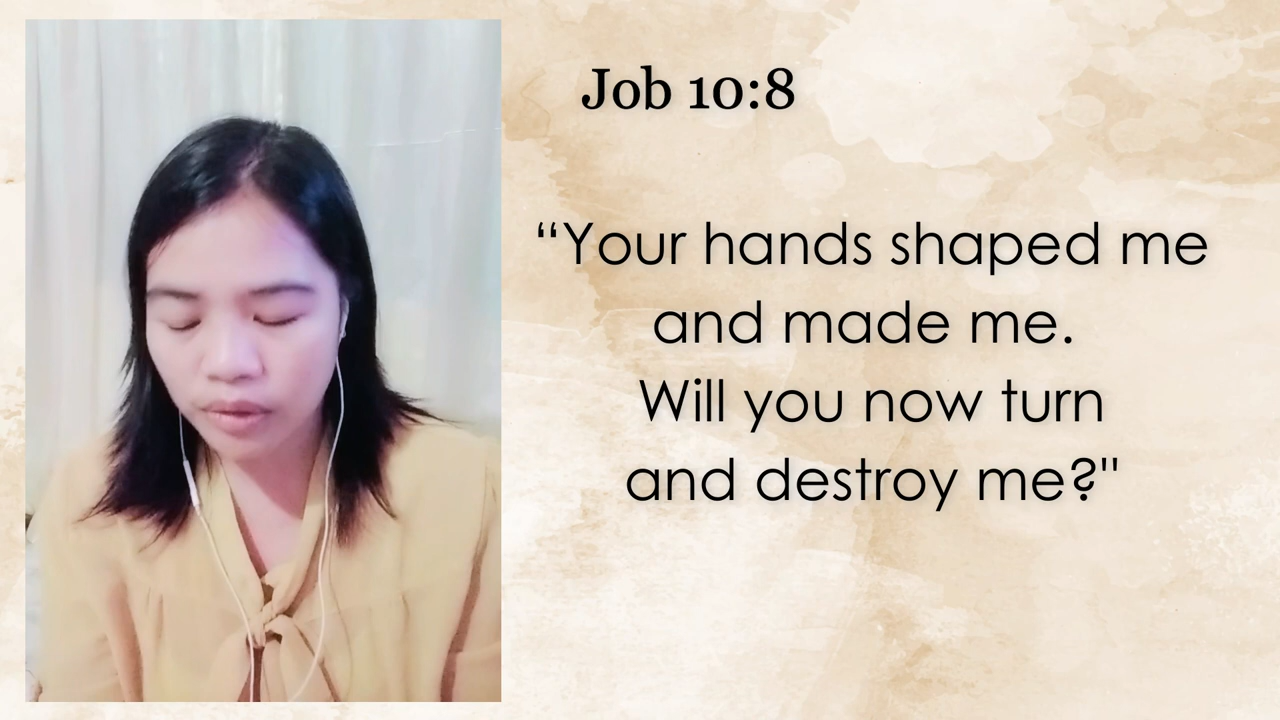 Job 10:8
“Your hands shaped me
and made me.
Will you now turn
and destroy me?"